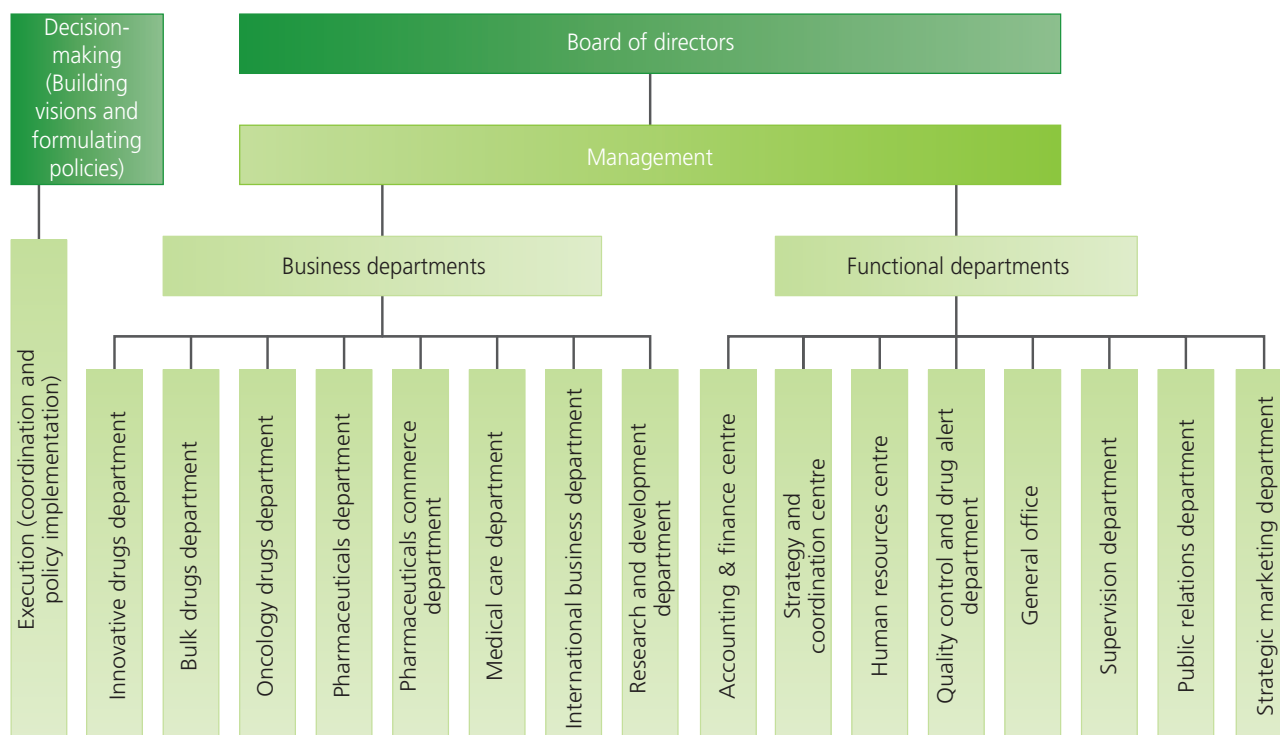 Decision-
making
(Building
visions and
formulating
policies)
Board of directors
Management
Business departments
Functional departments
Execution (coordination and
policy implementation)
Innovative drugs department
Bulk drugs department
Oncology drugs department
Pharmaceuticals department
Pharmaceuticals commerce
department
Medical care department
International business department
Research and development
department
Accounting & finance centre
Strategy and
coordination centre
Human resources centre
Quality control and drug alert
department
General office
Supervision department
Public relations department
Strategic marketing department